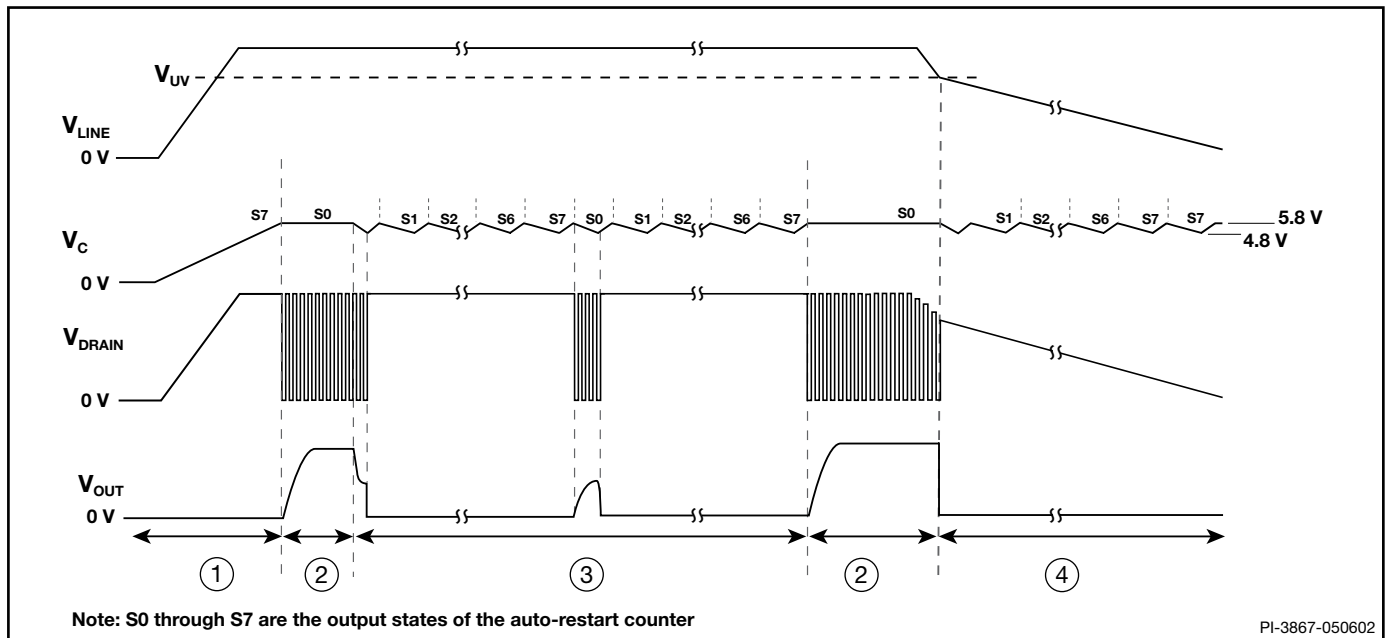 VUV
VLINE
0 V
S7 S0 S1 S2 S6 S7 S0 S1 S2 S6 S7 S0 S1 S2 S6 S7 S7
5.8 V
4.8 V
VC
0 V
VDRAIN
0 V
VOUT
0 V
1 2 3 2 4
Note: S0 through S7 are the output states of the auto-restart counter
PI-3867-050602